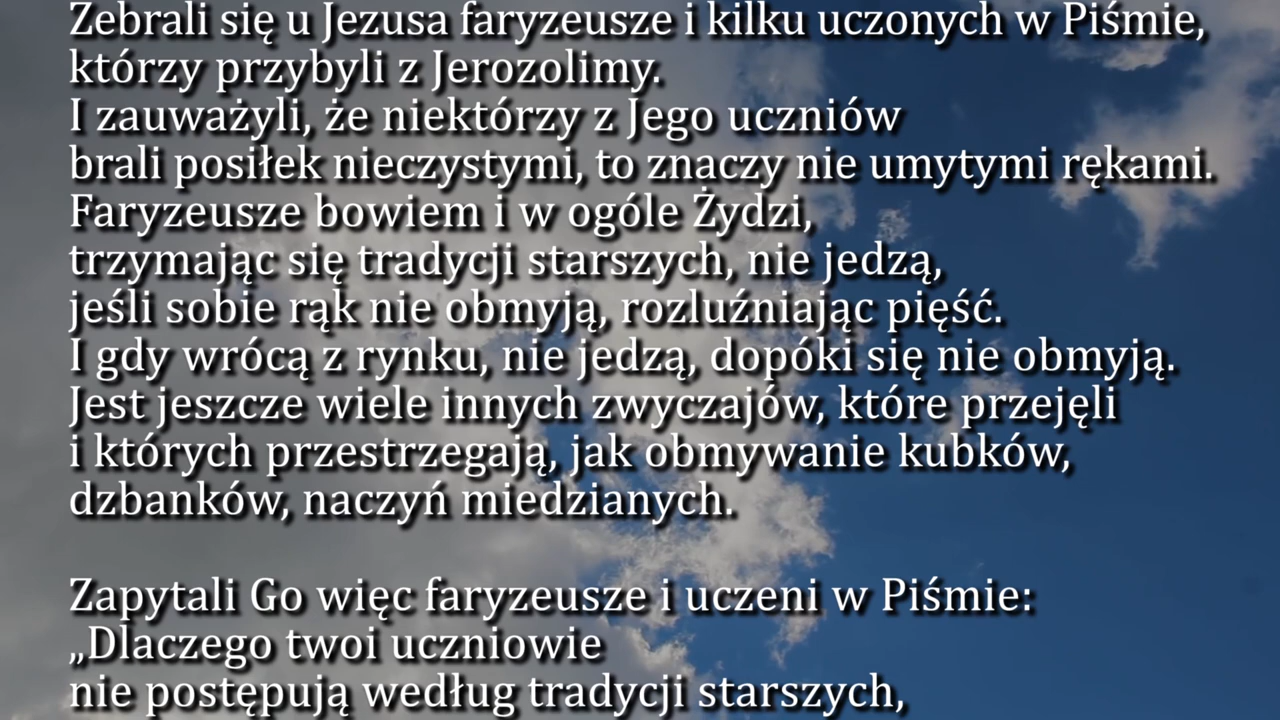 Zebrali się u Jezusa faryzeusze i kilku uczonych w Piśmie,
którzy przybyli z Jerozolimy.
I zauważyli, że niektórzy z Jego uczniów
brali posiłek nieczystymi, to znaczy nie umytymi rękami.
Faryzeusze bowiem i w ogóle Żydzi,
trzymając się tradycji starszych, nie jedzą,
jeśli sobie rąk nie obmyją, rozluźniając pięść.
I gdy wrócą z rynku, nie jedzą, dopóki się nie obmyją.
Jest jeszcze wiele innych zwyczajów, które przejęli
i których przestrzegają, jak obmywanie kubków,
dzbanków, naczyń miedzianych.
Zapytali Go więc faryzeusze i uczeni w Piśmie:
„Dlaczego twoi uczniowie
nie postępują według tradycji starszych,